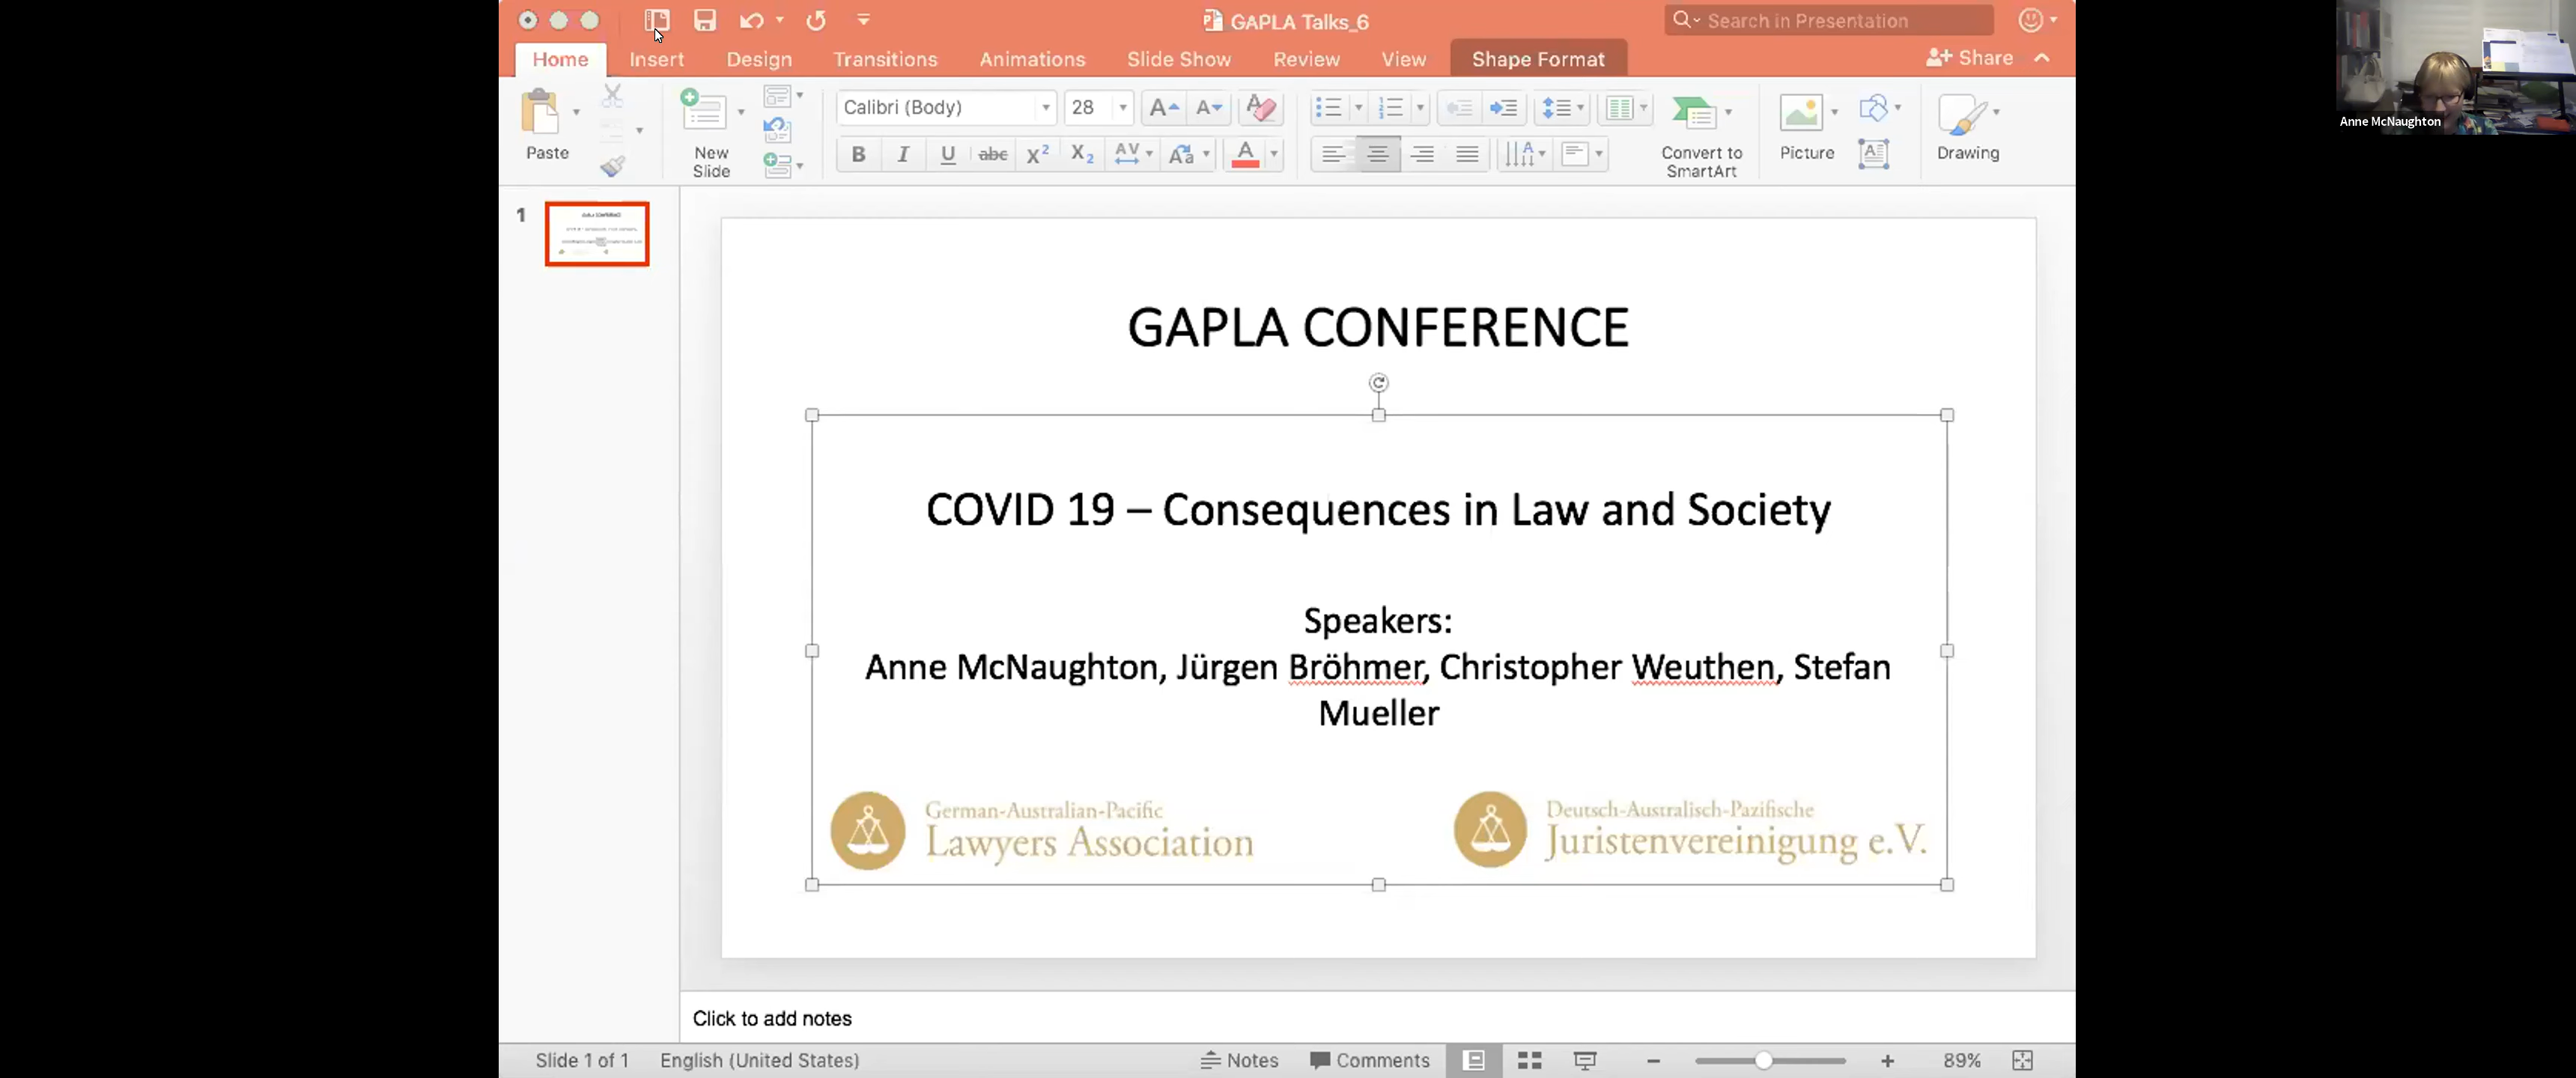 GAPLA Talks_6
Search in Presentation
Home Insert Design Transitions Animations Slide Show Review View Shape Format Share
Paste
New Slide
Calibri (Body) 28
Convert to SmartArt
Picture
Drawing
Anne McNaughton
1
GAPLA CONFERENCE
COVID 19 – Consequences in Law and Society
Speakers:
Anne McNaughton, Jürgen Bröhmer, Christopher Weuthen, Stefan
Mueller
German-Australian-Pacific
Lawyers Association
Deutsch-Australisch-Pazifische
Juristenvereinigung e.V.
Click to add notes
Slide 1 of 1 English (United States) Notes Comments 89%